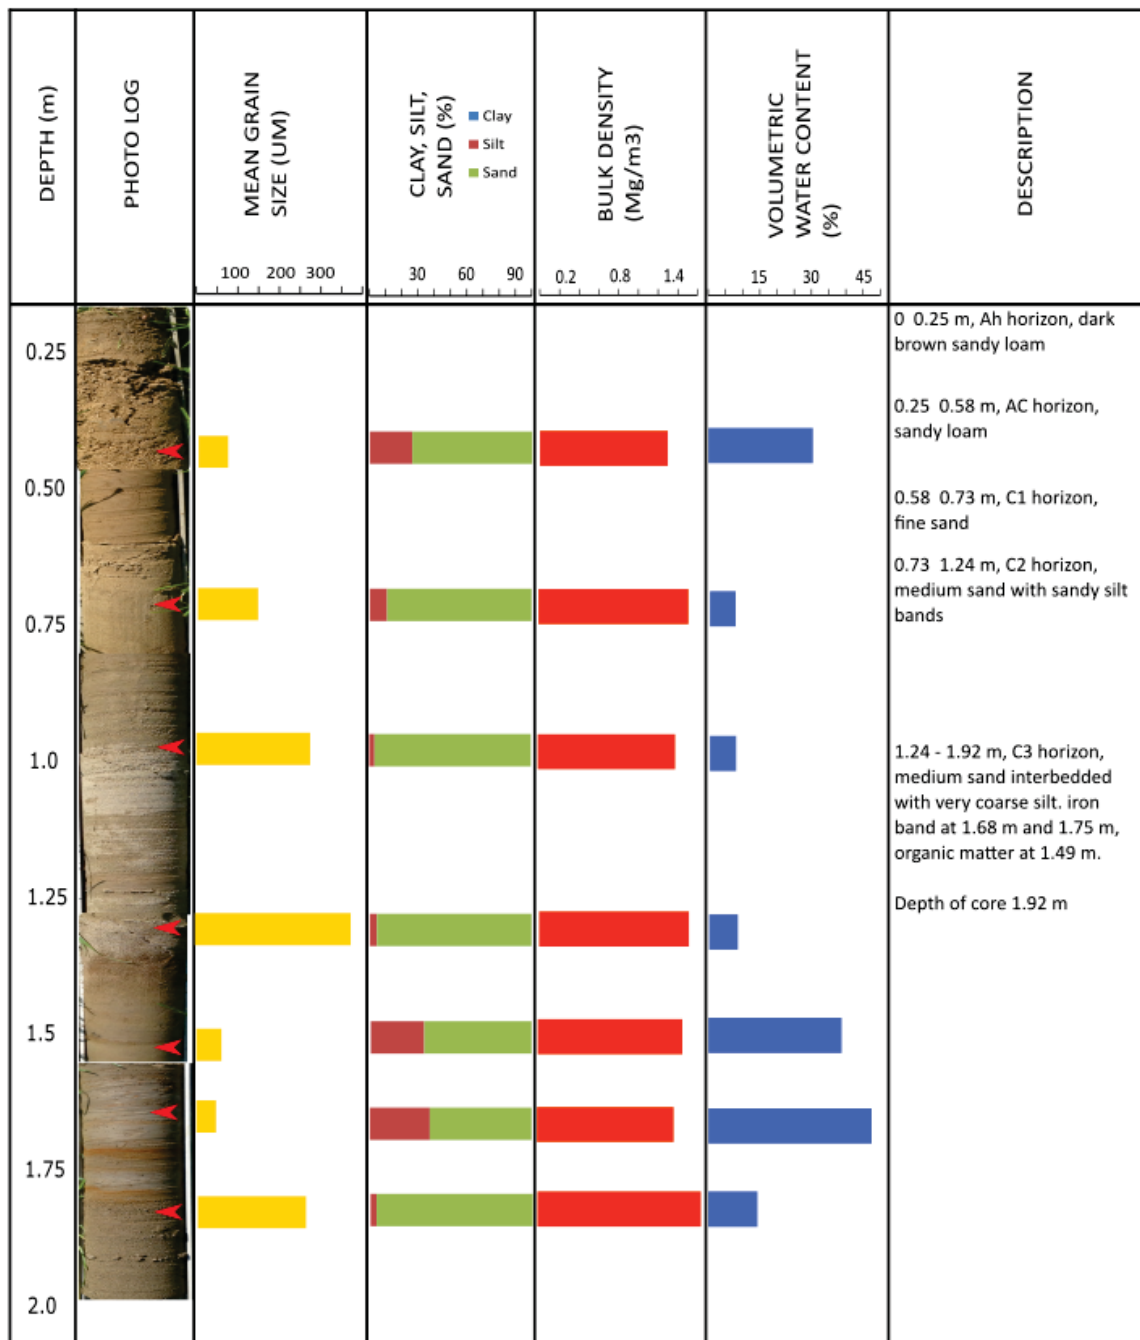 DEPTH (m)
PHOTO LOG
MEAN GRAIN
SIZE (UM)
100 200 300
CLAY, SILT,
SAND (%)
Clay
Silt
Sand
30 60 90
BULK DENSITY
(Mg/m3)
0.2 0.8 1.4
VOLUMETRIC
WATER CONTENT
(%)
15 30 45
DESCRIPTION
0.25
0.50
0.75
1.0
1.25
1.5
1.75
2.0
0 0.25 m, Ah horizon, dark
brown sandy loam
0.25 0.58 m, AC horizon,
sandy loam
0.58 0.73 m, C1 horizon,
fine sand
0.73 1.24 m, C2 horizon,
medium sand with sandy silt
bands
1.24 - 1.92 m, C3 horizon,
medium sand interbedded
with very coarse silt. iron
band at 1.68 m and 1.75 m,
organic matter at 1.49 m.
Depth of core 1.92 m